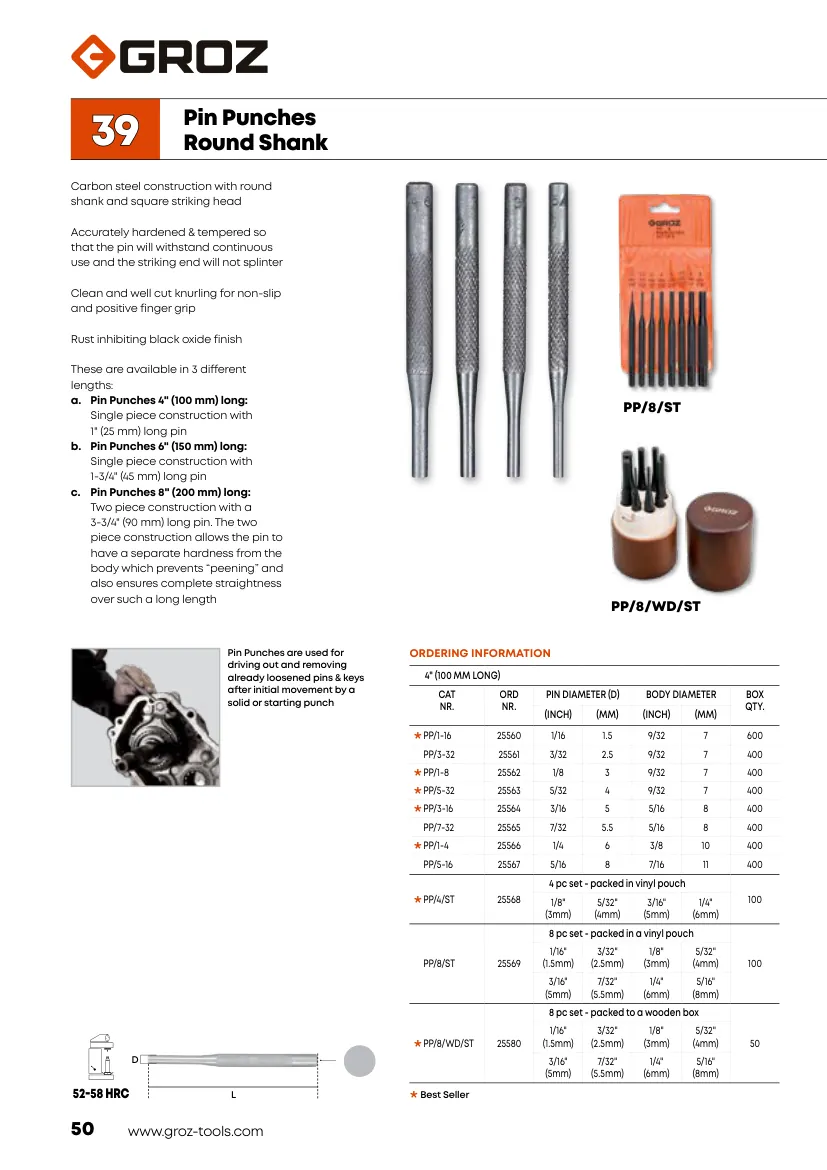 GROZ
39
Pin Punches
Round Shank
Carbon steel construction with round
shank and square striking head
Accurately hardened & tempered so
that the pin will withstand continuous
use and the striking end will not splinter
Clean and well cut knurling for non-slip
and positive finger grip
Rust inhibiting black oxide finish
These are available in 3 different
lengths:
a. Pin Punches 4" (100 mm) long:
Single piece construction with
1" (25 mm) long pin
b. Pin Punches 6" (150 mm) long:
Single piece construction with
1-3/4" (45 mm) long pin
c. Pin Punches 8" (200 mm) long:
Two piece construction with a
3-3/4" (90 mm) long pin. The two
piece construction allows the pin to
have a separate hardness from the
body which prevents “peening” and
also ensures complete straightness
over such a long length
GROZ
PP/8/ST
GROZ
PP/8/WD/ST
Pin Punches are used for
driving out and removing
already loosened pins & keys
after initial movement by a
solid or starting punch
ORDERING INFORMATION
4" (100 MM LONG)
CAT NR. ORD NR. PIN DIAMETER (D) BODY DIAMETER BOX QTY.
(INCH) (MM) (INCH) (MM)
* PP/1-16 25560 1/16 1.5 9/32 7 600
PP/3-32 25561 3/32 2.5 9/32 7 400
* PP/1-8 25562 1/8 3 9/32 7 400
* PP/5-32 25563 5/32 4 9/32 7 400
* PP/3-16 25564 3/16 5 5/16 8 400
PP/7-32 25565 7/32 5.5 5/16 8 400
* PP/1-4 25566 1/4 6 3/8 10 400
PP/5-16 25567 5/16 8 7/16 11 400
4 pc set - packed in vinyl pouch
* PP/4/ST 25568 1/8" 5/32" 3/16" 1/4" 100
(3mm) (4mm) (5mm) (6mm)
8 pc set - packed in a vinyl pouch
1/16" 3/32" 1/8" 5/32"
PP/8/ST 25569 (1.5mm) (2.5mm) (3mm) (4mm) 100
3/16" 7/32" 1/4" 5/16"
(5mm) (5.5mm) (6mm) (8mm)
8 pc set - packed to a wooden box
1/16" 3/32" 1/8" 5/32"
* PP/8/WD/ST 25580 (1.5mm) (2.5mm) (3mm) (4mm) 50
3/16" 7/32" 1/4" 5/16"
(5mm) (5.5mm) (6mm) (8mm)
* Best Seller
D
L
52-58 HRC
50 www.groz-tools.com